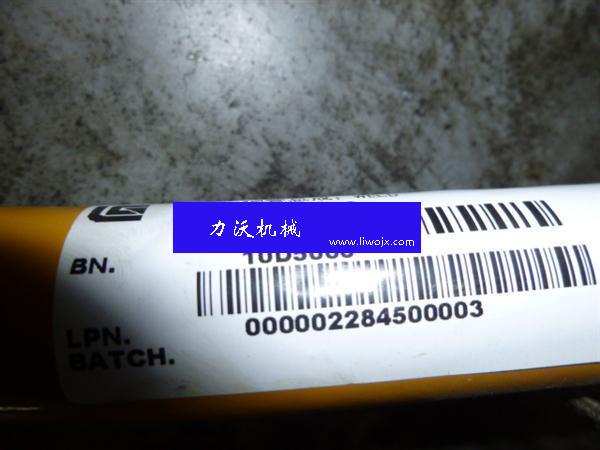 力沃机械
www.liwojx.com
BN.
LPN.
000002284500003
BATCH.